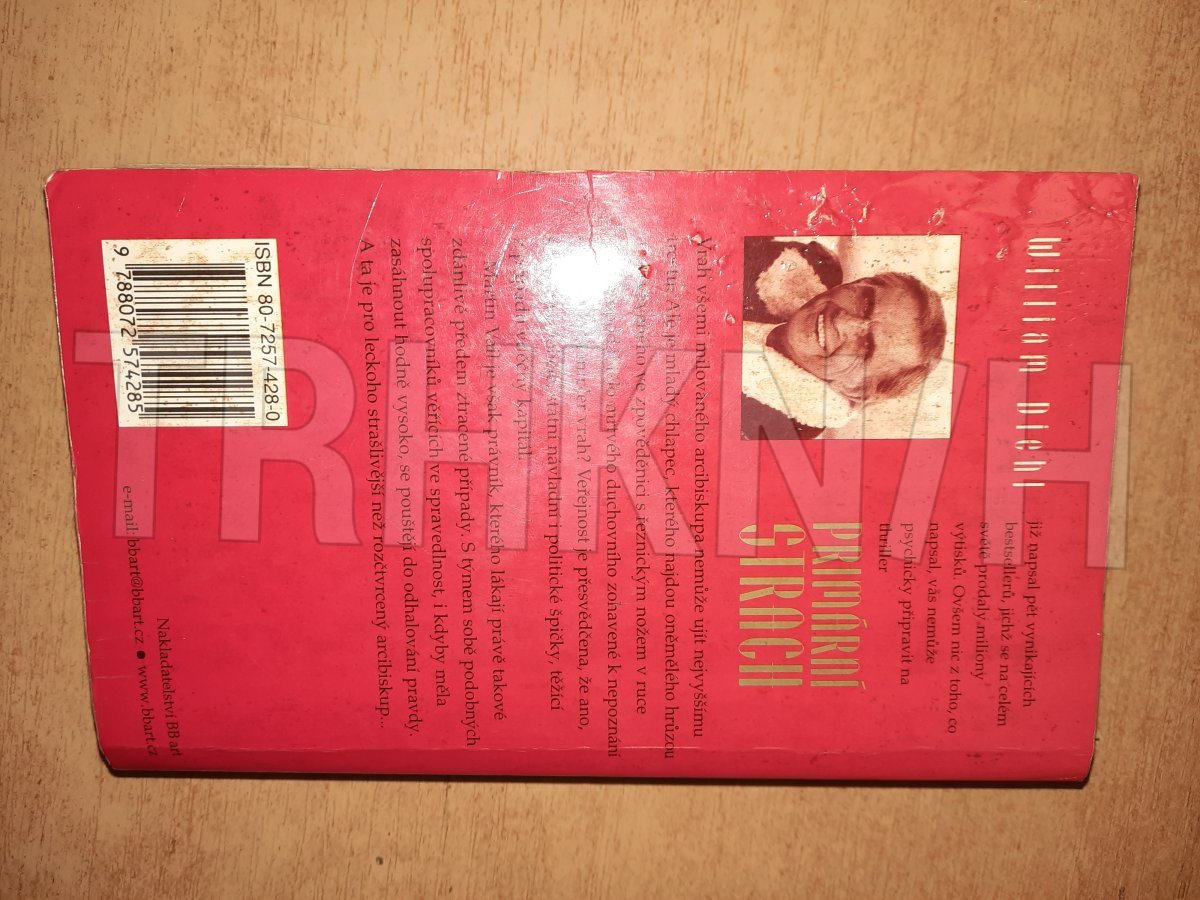 William Diehl
již napsal pět vynikajících
bestsellerů, jichž se na celém
světě prodaly miliony
výtisků. Ovšem nic z toho, co
napsal, vás nemůže
psychicky připravit na
thriller
PRIMÁRNÍ
STRACH
Vrah všemi milovaného arcibiskupa nemůže ujít nejvyššímu
trestu. Ale je mladý chlapec, kterého najdou oněmělého hrůzou
ve zpovědnici s řeznickým nožem v ruce
mrtvého duchovního zohavené k nepoznání
vrah? Veřejnost je přesvědčena, že ano,
státní návladní i politické špičky, těžící
kapitál.
Martin Vail je však právník, kterého lákají právě takové
zdánlivě předem ztracené případy. S týmem sobě podobných
spolupracovníků věřících ve spravedlnost, i kdyby měla
zasáhnout hodně vysoko, se pouštějí do odhalování pravdy.
A ta je pro leckoho strašlivější než rozčtvrcený arcibiskup...
ISBN 80-7257-428-0
9 788072 574285
Nakladatelství BB art
e-mail: bbart@bbart.cz ● www.bbart.cz
TRHKNIH